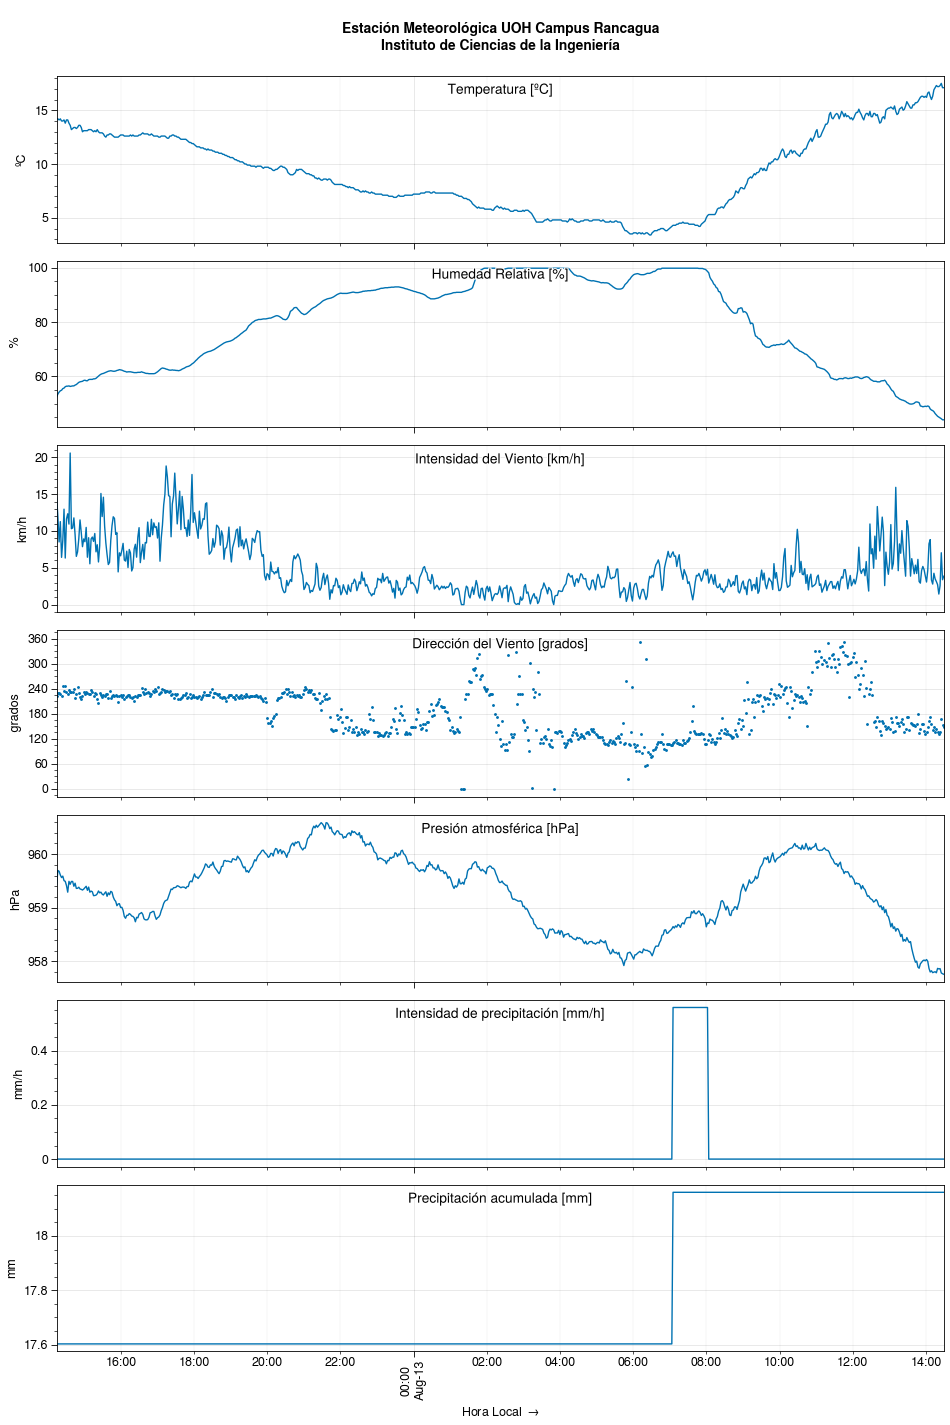 Estación Meteorológica UOH Campus Rancagua
Instituto de Ciencias de la Ingeniería
Temperatura [ºC]
ºC
15
10
5
Humedad Relativa [%]
%
100
80
60
Intensidad del Viento [km/h]
km/h
20
15
10
5
0
Dirección del Viento [grados]
grados
360
300
240
180
120
60
0
Presión atmosférica [hPa]
hPa
960
959
958
Intensidad de precipitación [mm/h]
mm/h
0.4
0.2
0
Precipitación acumulada [mm]
mm
18
17.8
17.6
16:00 18:00 20:00 22:00 00:00 02:00 04:00 06:00 08:00 10:00 12:00 14:00
Aug-13
Hora Local →